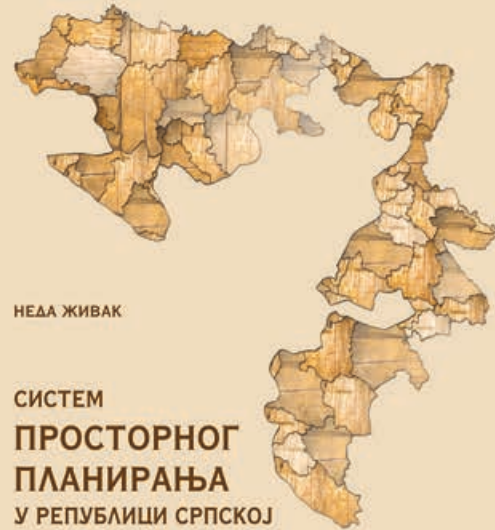 НЕДА ЖИВАК
СИСТЕМ
ПРОСТОРНОГ
ПЛАНИРАЊА
У РЕПУБЛИЦИ СРПСКОЈ